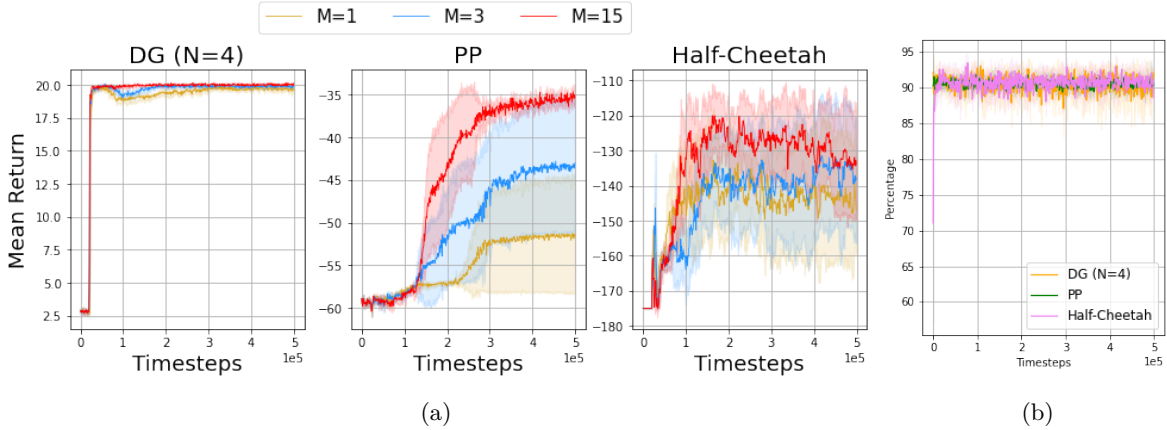 M=1 M=3 M=15
DG (N=4)
Mean Return
20.0
17.5
15.0
12.5
10.0
7.5
5.0
2.5
0 1 2 3 4 5
1e5
Timesteps
PP
−35
−40
−45
−50
−55
−60
0 1 2 3 4 5
1e5
Timesteps
Half-Cheetah
−110
−120
−130
−140
−150
−160
−170
−180
0 1 2 3 4 5
1e5
Timesteps
(a)
Percentage
95
90
85
80
75
70
65
60
DG (N=4)
PP
Half-Cheetah
0 1 2 3 4 5
1e5
Timesteps
(b)